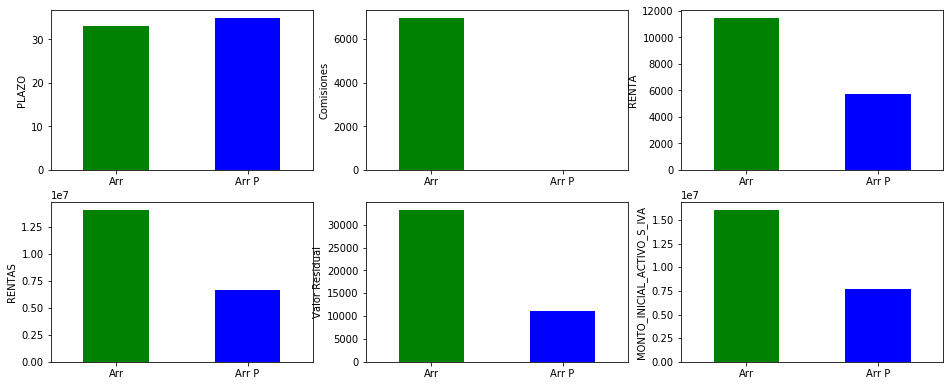 PLAZO
30
20
10
0
Arr
Arr P
Comisiones
6000
4000
2000
0
Arr
Arr P
RENTA
12000
10000
8000
6000
4000
2000
0
Arr
Arr P
1e7
RENTAS
1.25
1.00
0.75
0.50
0.25
0.00
Arr
Arr P
Valor Residual
30000
25000
20000
15000
10000
5000
0
Arr
Arr P
1e7
MONTO_INICIAL_ACTIVO_S_IVA
1.50
1.25
1.00
0.75
0.50
0.25
0.00
Arr
Arr P